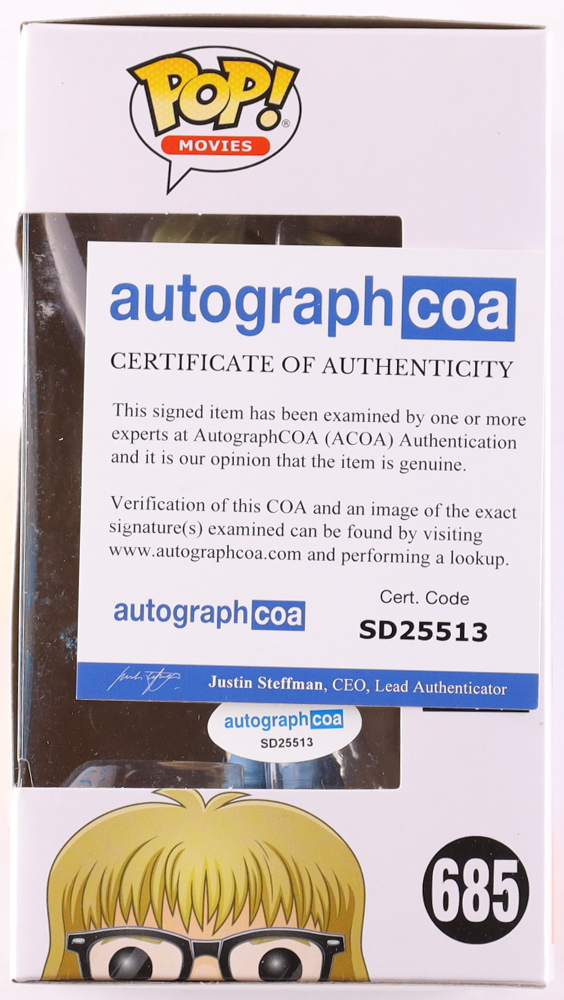 POP!
®
MOVIES
autographcoa
CERTIFICATE OF AUTHENTICITY
This signed item has been examined by one or more
experts at AutographCOA (ACOA) Authentication
and it is our opinion that the item is genuine.
Verification of this COA and an image of the exact
signature(s) examined can be found by visiting
www.autographcoa.com and performing a lookup.
autographcoa
Cert. Code
SD25513
Justin Steffman, CEO, Lead Authenticator
autographcoa
SD25513
685